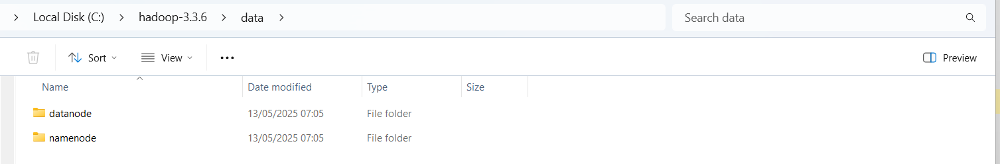 Local Disk (C:) > hadoop-3.3.6 > data > Search data
Sort View ••• Preview
Name Date modified Type Size
datanode 13/05/2025 07:05 File folder
namenode 13/05/2025 07:05 File folder